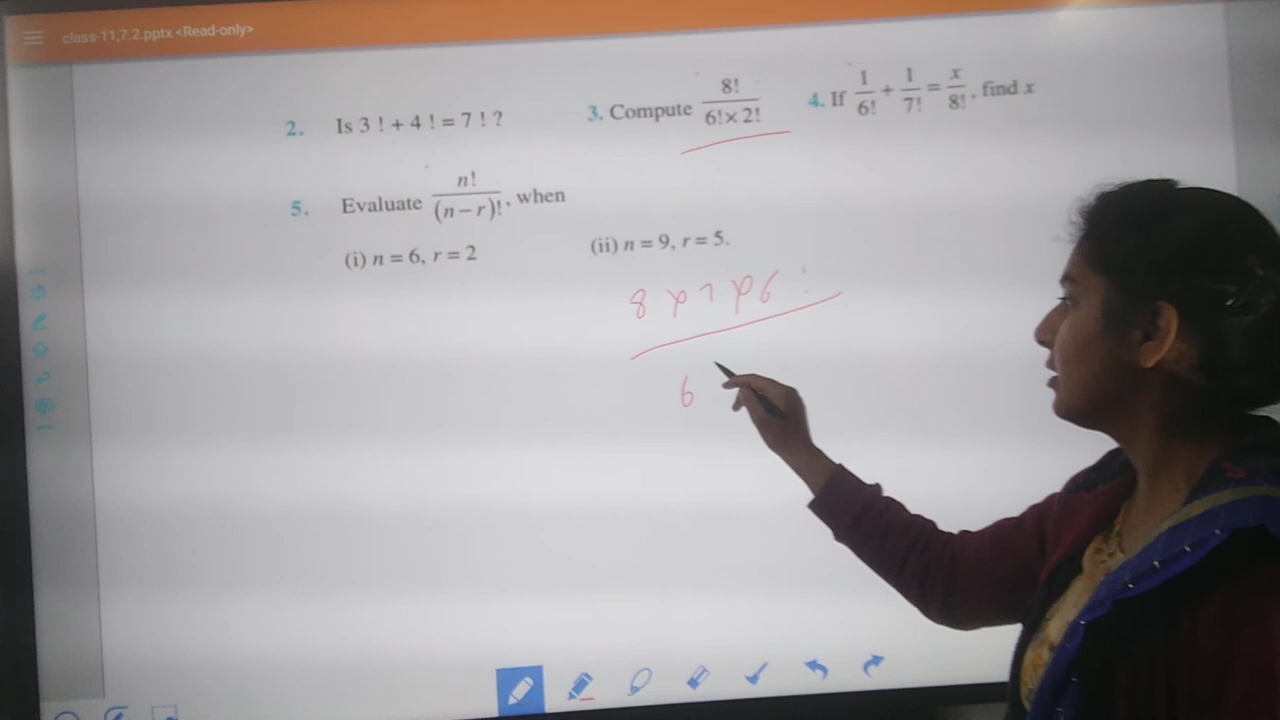 class-11,7.2.pptx <Read-only>
2. Is 3 ! + 4 ! = 7 ! ?
3. Compute 8! / 6!×2!
4. If 1/6! + 1/7! = x/8!, find x
5. Evaluate n! / (n−r)!, when
(i) n = 6, r = 2
(ii) n = 9, r = 5.
8 × 7 × 6 !
6